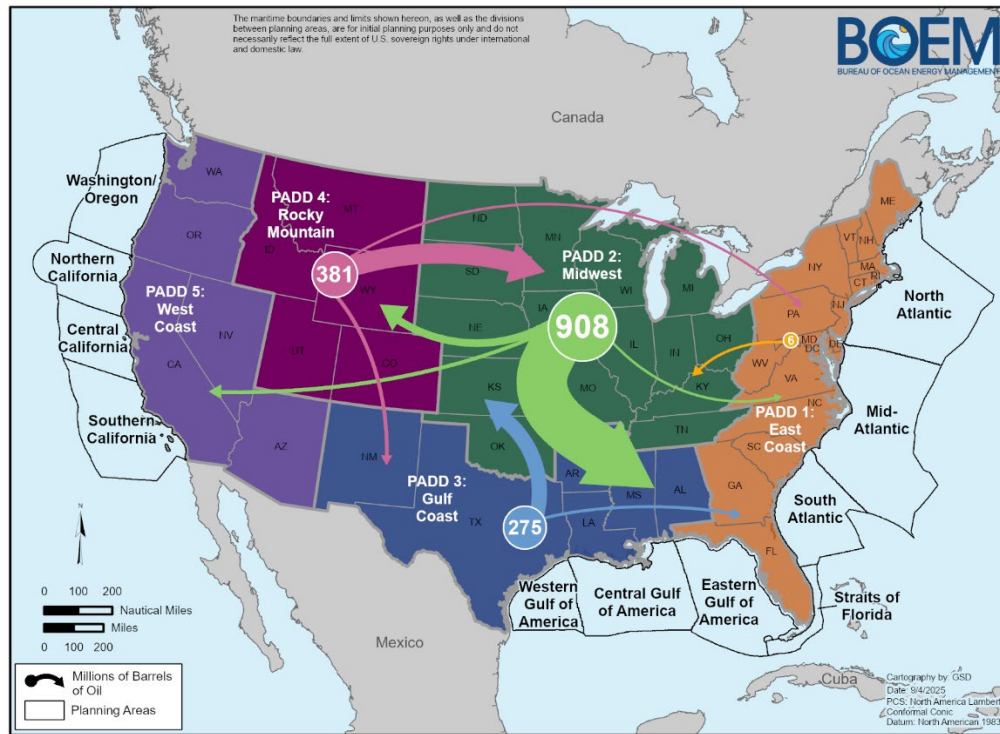 The maritime boundaries and limits shown hereon, as well as the divisions
between planning areas, are for initial planning purposes only and do not
necessarily reflect the full extent of U.S. sovereign rights under international
and domestic law.
BOEM
BUREAU OF OCEAN ENERGY MANAGEMENT
Canada
Washington/
Oregon
Northern
California
Central
California
Southern
California
PADD 4:
Rocky
Mountain
PADD 2:
Midwest
PADD 5:
West
Coast
PADD 3:
Gulf
Coast
PADD 1:
East
Coast
381
908
275
6
WA
OR
CA
NV
AZ
ID
MT
WY
UT
CO
NM
TX
ND
SD
NE
KS
OK
MN
IA
MO
WI
IL
MI
IN
OH
KY
TN
AR
LA
MS
AL
ME
VT
NH
MA
RI
CT
NY
PA
NJ
MD
DC
DE
WV
VA
NC
SC
GA
FL
North
Atlantic
Mid-
Atlantic
South
Atlantic
Straits of
Florida
Western
Gulf of
America
Central Gulf
of America
Eastern
Gulf of
America
Mexico
Cuba
N
0 100 200
Nautical Miles
Miles
0 100 200
Millions of Barrels
of Oil
Planning Areas
Cartography by: GSD
Date: 9/4/2025
PCS: North America Lambert
Conformal Conic
Datum: North American 1983